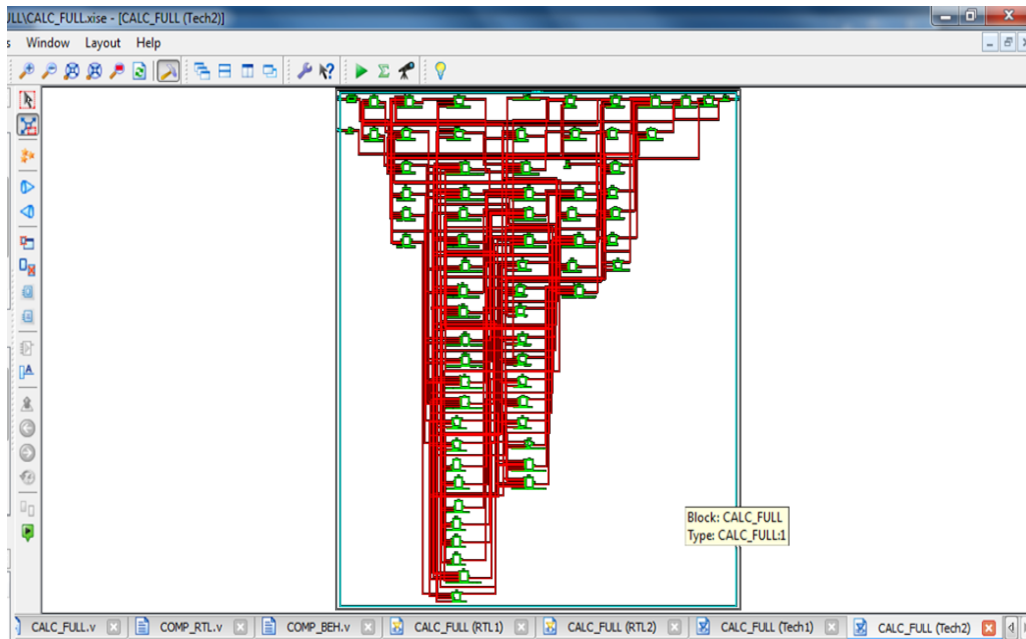 ULL\CALC_FULL.xise - [CALC_FULL (Tech2)]
s Window Layout Help
Block: CALC_FULL
Type: CALC_FULL:1
CALC_FULL.v COMP_RTL.v COMP_BEH.v CALC_FULL (RTL1) CALC_FULL (RTL2) CALC_FULL (Tech1) CALC_FULL (Tech2)